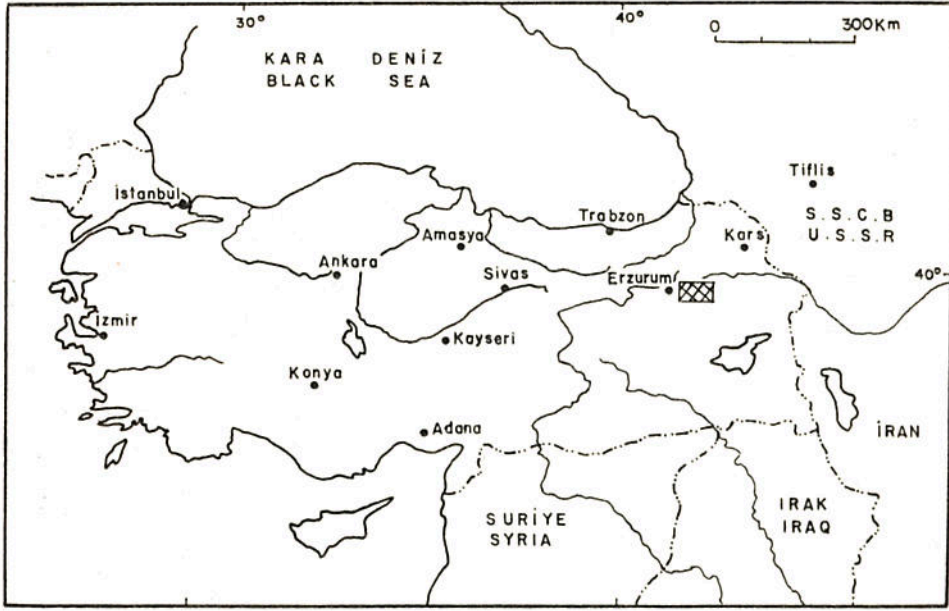 30°
40°
0 300Km
KARA DENİZ
BLACK SEA
Tiflis
İstanbul
S.S.C.B
U.S.S.R
Trabzon
Amasya
Kars
Ankara
Sivas
Erzurum
40°
İzmir
Kayseri
Konya
Adana
İRAN
SURİYE
SYRIA
IRAK
IRAQ